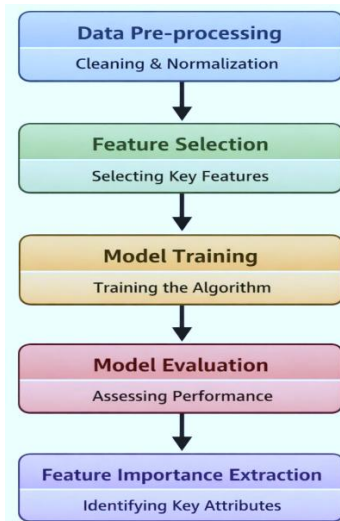 Data Pre-processing
Cleaning & Normalization
Feature Selection
Selecting Key Features
Model Training
Training the Algorithm
Model Evaluation
Assessing Performance
Feature Importance Extraction
Identifying Key Attributes